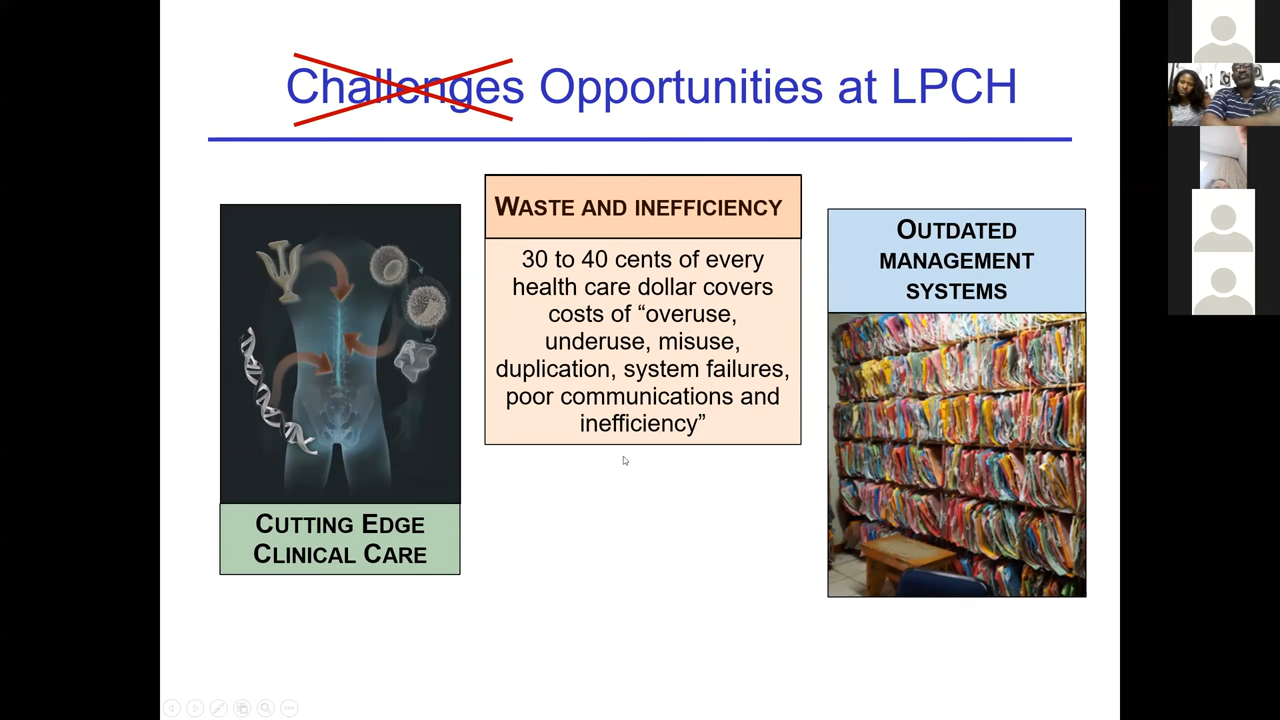 Challenges Opportunities at LPCH
WASTE AND INEFFICIENCY
30 to 40 cents of every
health care dollar covers
costs of “overuse,
underuse, misuse,
duplication, system failures,
poor communications and
inefficiency”
OUTDATED
MANAGEMENT
SYSTEMS
CUTTING EDGE
CLINICAL CARE